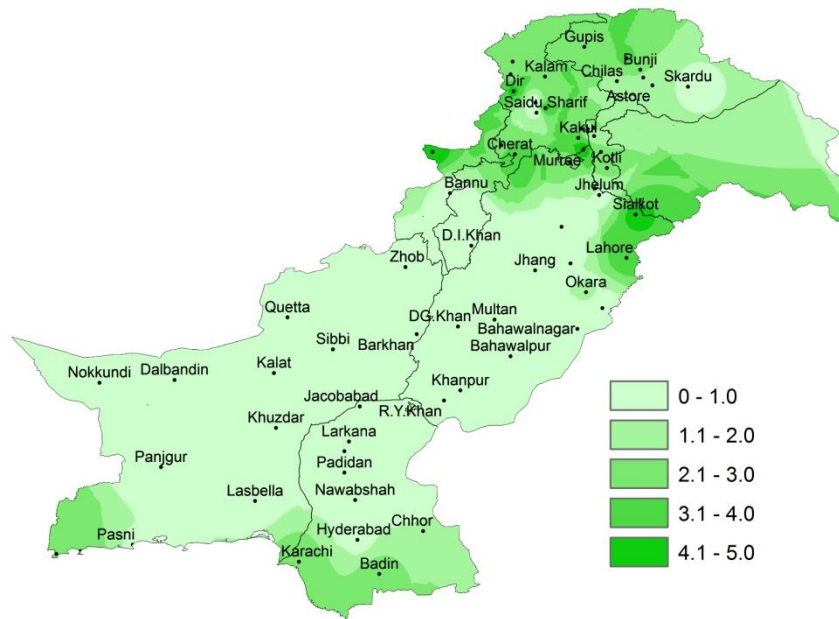 Gupis
Bunji
Kalam
Chilas
Skardu
Dir
Astore
Saidu Sharif
Kakul
Cherat
Murree
Kotli
Bannu
Jhelum
Sialkot
D.I.Khan
Lahore
Zhob
Jhang
Okara
Quetta
DG.Khan
Multan
Sibbi
Barkhan
Bahawalnagar
Bahawalpur
Nokkundi
Dalbandin
Kalat
Khanpur
Jacobabad
R.Y.Khan
Khuzdar
Larkana
Panjgur
Padidan
Lasbella
Nawabshah
Pasni
Hyderabad
Chhor
Karachi
Badin
0 - 1.0
1.1 - 2.0
2.1 - 3.0
3.1 - 4.0
4.1 - 5.0